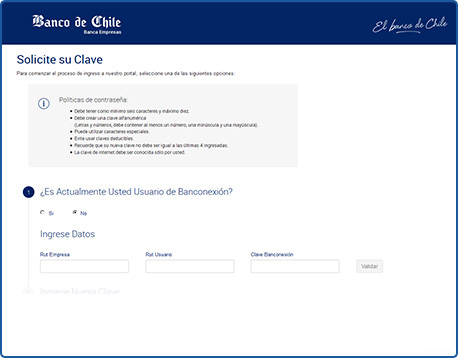 Banco de Chile
Banca Empresas
El banco de Chile
Solicite su Clave
Para comenzar el proceso de ingreso a nuestro portal, seleccione una de las siguientes opciones:
Políticas de contraseña:
Debe tener como mínimo seis caracteres y máximo diez.
Debe crear una clave alfanumérica
(Letras y números, debe contener al menos un número, una minúscula y una mayúscula).
Puede utilizar caracteres especiales.
Evite usar claves deducibles.
Recuerde que su nueva clave no debe ser igual a las últimas 4 ingresadas.
La clave de internet debe ser conocida sólo por usted.
1 ¿Es Actualmente Usted Usuario de Banconexión?
Si No
Ingrese Datos
Rut Empresa Rut Usuario Clave Banconexión
Validar
Ingrese Nueva Clave